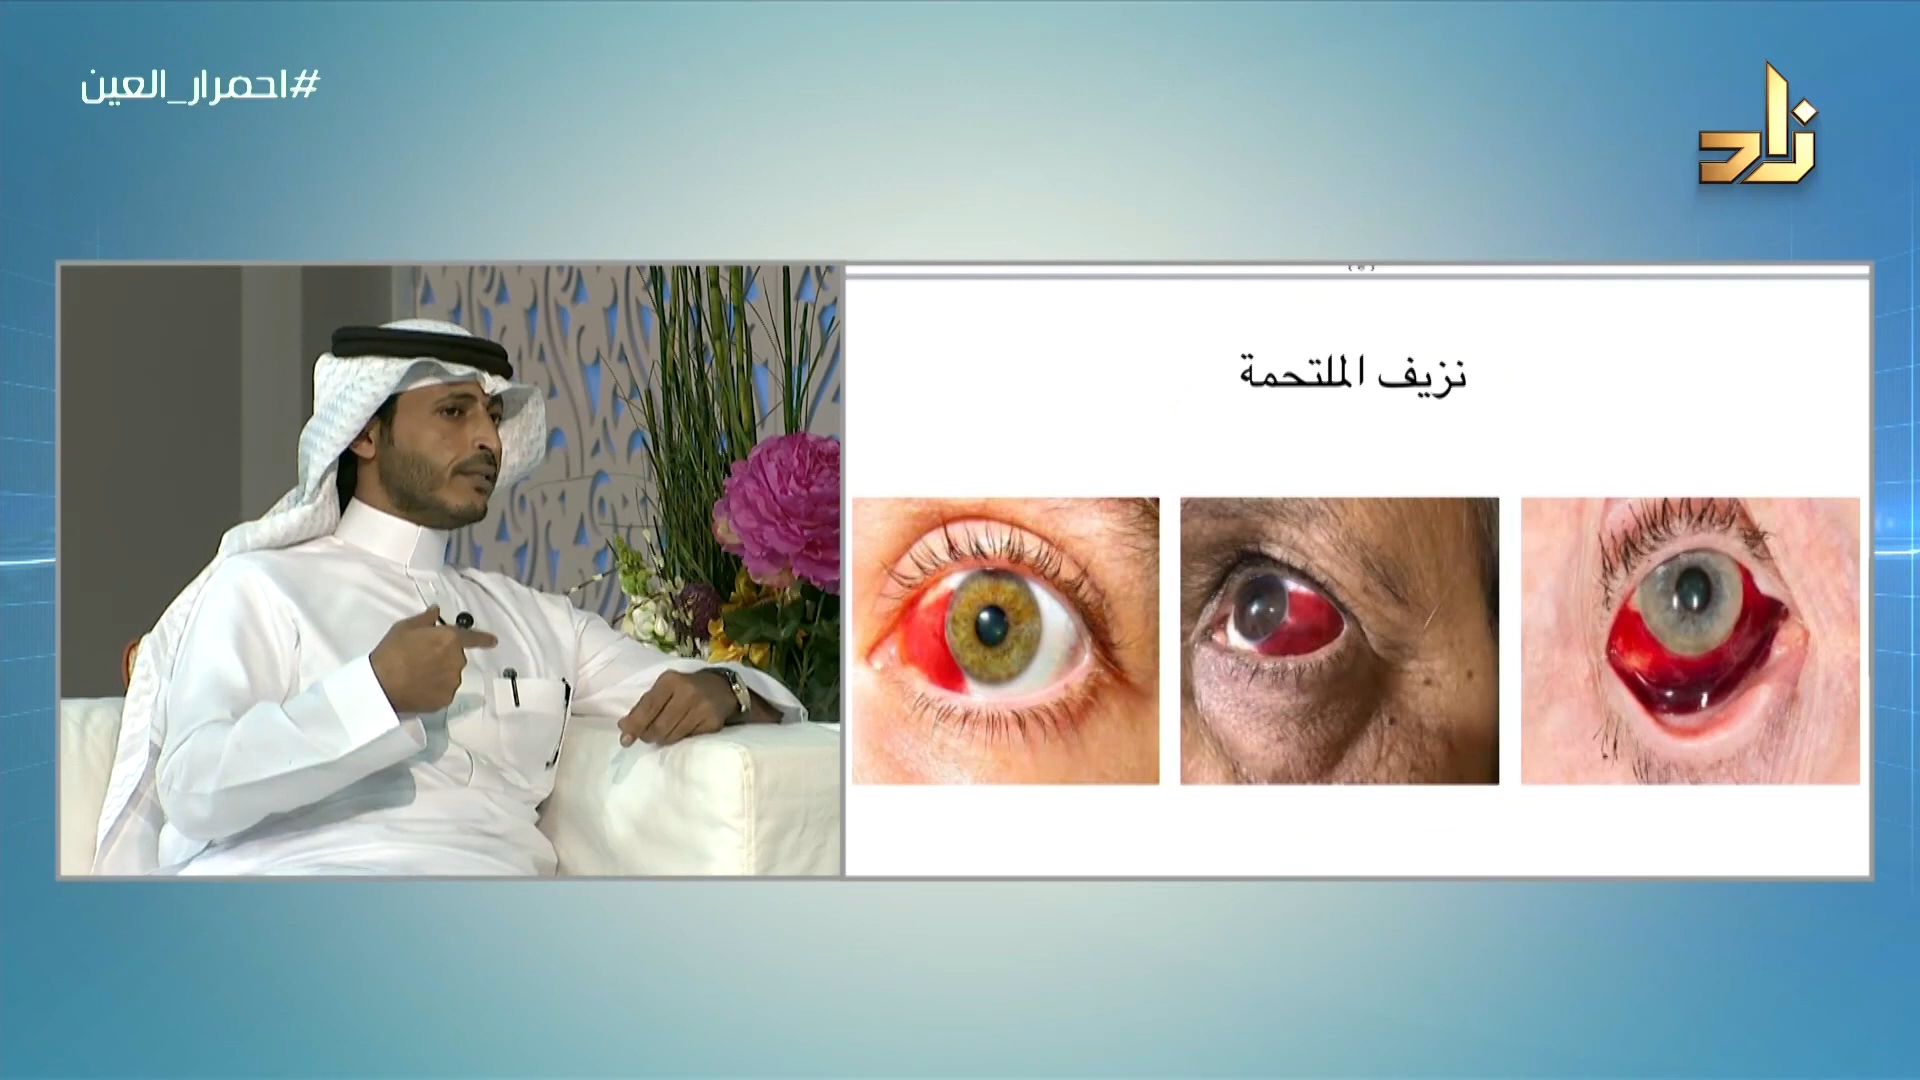 #احمرار_العين
زاد
نزيف الملتحمة